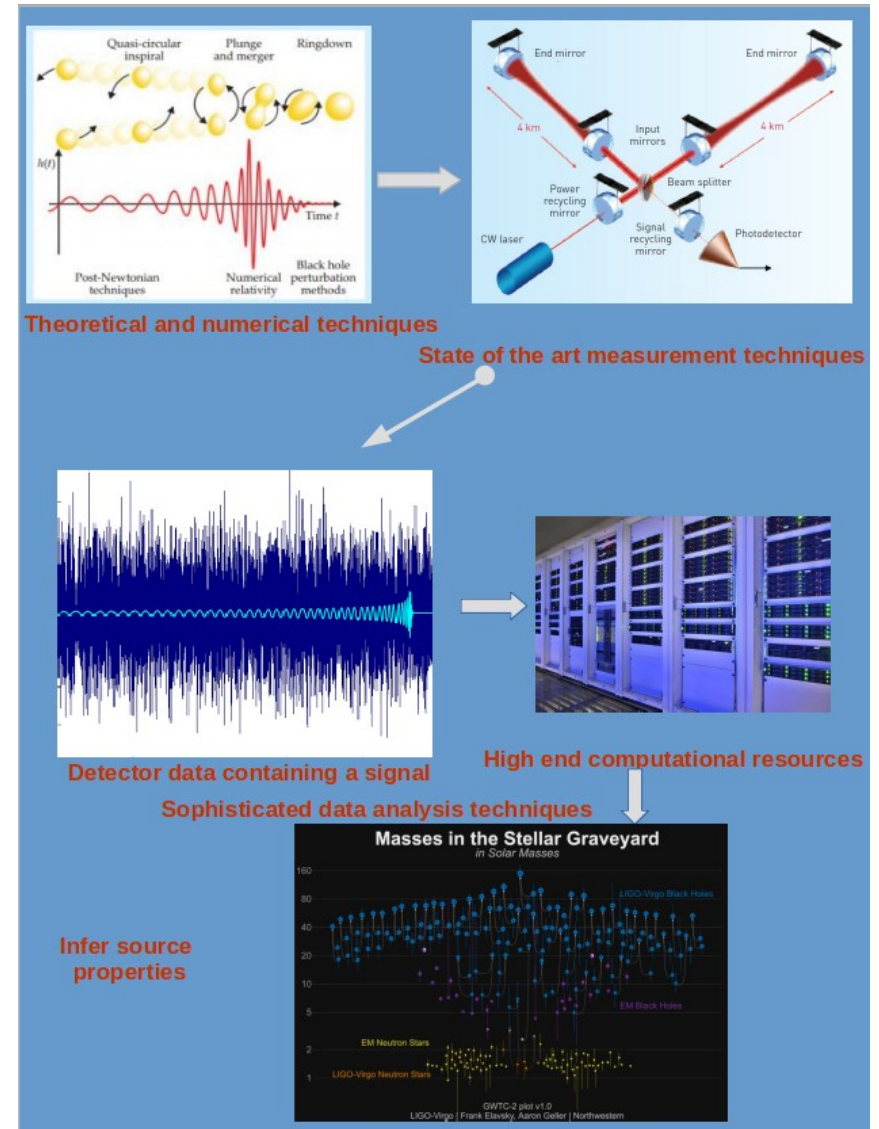 Quasi-circular
inspiral
Plunge
and merger
Ringdown
h(t)
Time t
Post-Newtonian
techniques
Numerical
relativity
Black hole
perturbation
methods
End mirror
End mirror
4 km
4 km
Input
mirrors
Beam splitter
Power
recycling
mirror
Signal
recycling
mirror
Photodetector
CW laser
Theoretical and numerical techniques
State of the art measurement techniques
Detector data containing a signal
High end computational resources
Sophisticated data analysis techniques
Masses in the Stellar Graveyard
in Solar Masses
160
80
40
20
10
5
2
1
LIGO-Virgo Black Holes
EM Black Holes
EM Neutron Stars
LIGO-Virgo Neutron Stars
GWTC-2 plot v1.0
LIGO-Virgo | Frank Elavsky, Aaron Geller | Northwestern
Infer source
properties